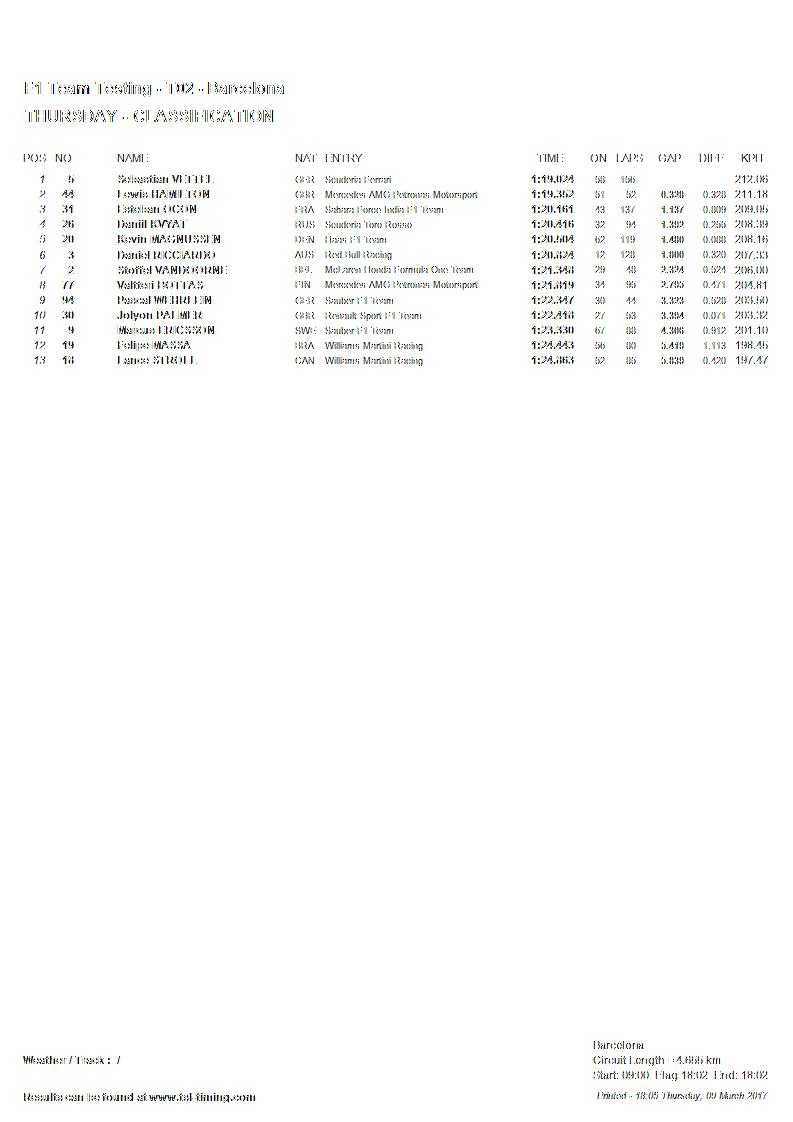 F1 Team Testing - T02 - Barcelona
THURSDAY - CLASSIFICATION
POS NO NAME NAT ENTRY TIME ON LAPS GAP DIFF KPH
1 5 Sebastian VETTEL GER Scuderia Ferrari 1:19.024 58 156 212.06
2 44 Lewis HAMILTON GBR Mercedes AMG Petronas Motorsport 1:19.352 51 52 0.328 0.328 211.18
3 31 Esteban OCON FRA Sahara Force India F1 Team 1:20.161 43 137 1.137 0.809 209.05
4 26 Daniil KVYAT RUS Scuderia Toro Rosso 1:20.416 32 94 1.392 0.255 208.39
5 20 Kevin MAGNUSSEN DEN Haas F1 Team 1:20.504 62 119 1.480 0.088 208.16
6 3 Daniel RICCIARDO AUS Red Bull Racing 1:20.824 12 128 1.800 0.320 207.33
7 2 Stoffel VANDOORNE BEL McLaren Honda Formula One Team 1:21.348 29 48 2.324 0.524 206.00
8 77 Valtteri BOTTAS FIN Mercedes AMG Petronas Motorsport 1:21.819 34 95 2.795 0.471 204.81
9 94 Pascal WEHRLEIN GER Sauber F1 Team 1:22.347 30 44 3.323 0.528 203.50
10 30 Jolyon PALMER GBR Renault Sport F1 Team 1:22.418 27 53 3.394 0.071 203.32
11 9 Marcus ERICSSON SWE Sauber F1 Team 1:23.330 67 88 4.306 0.912 201.10
12 19 Felipe MASSA BRA Williams Martini Racing 1:24.443 56 80 5.419 1.113 198.45
13 18 Lance STROLL CAN Williams Martini Racing 1:24.863 52 85 5.839 0.420 197.47
Barcelona
Weather / Track : /
Circuit Length = 4.655 km
Start: 09:00 Flag 18:02 End: 18:02
Results can be found at www.tsl-timing.com
Printed - 18:05 Thursday, 09 March 2017